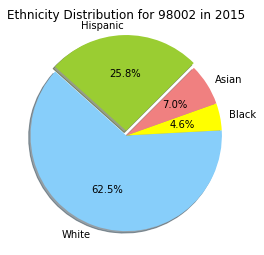 Ethnicity Distribution for 98002 in 2015
Hispanic
25.8%
Asian
7.0%
Black
4.6%
62.5%
White